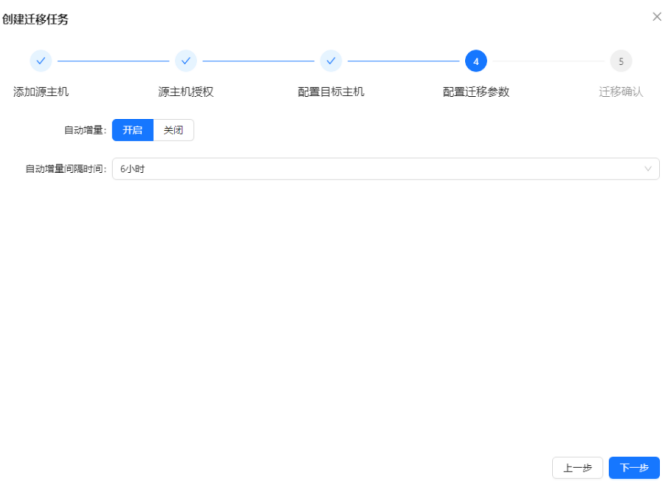 创建迁移任务
4
5
添加源主机
源主机授权
配置目标主机
配置迁移参数
迁移确认
自动增量: 开启 关闭
自动增量间隔时间: 6小时
上一步 下一步